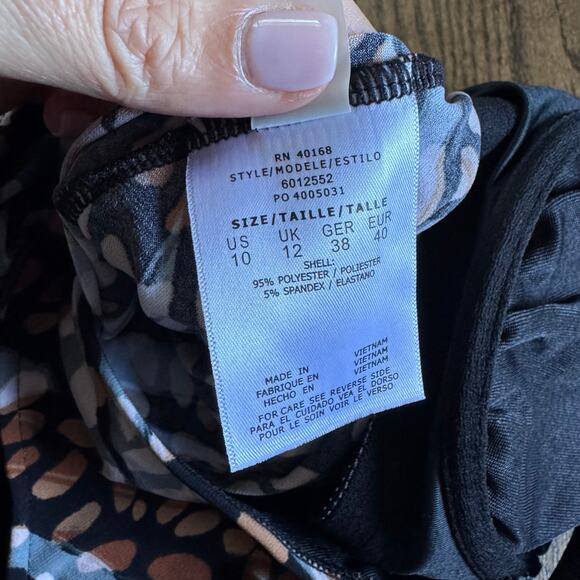 RN 40168
STYLE/MODELE/ESTILO
6012552
PO 4005031
SIZE/TAILLE/TALLE
US UK GER EUR
10 12 38 40
SHELL:
95% POLYESTER / POLIESTER
5% SPANDEX / ELASTANO
MADE IN VIETNAM
FABRIQUE EN VIETNAM
HECHO EN VIETNAM
FOR CARE SEE REVERSE SIDE
PARA EL CUIDADO VEA EL DORSO
POUR LE SOIN VOIR LE VERSO